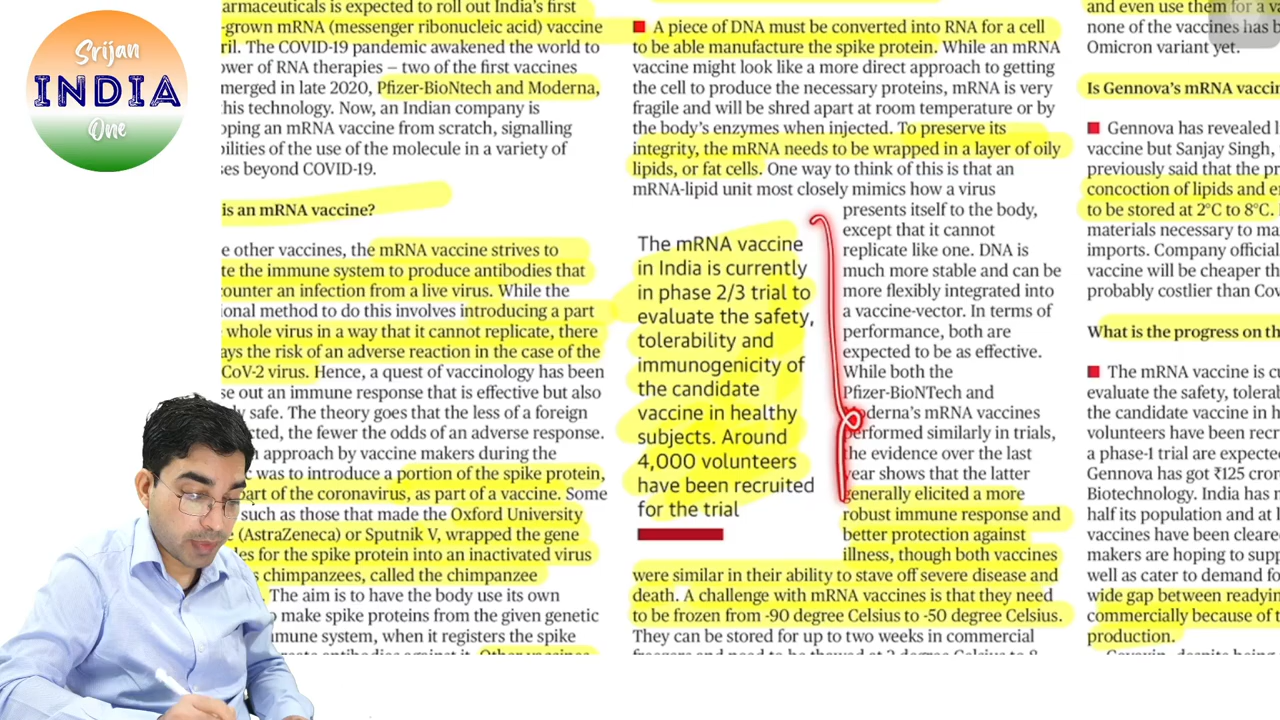 Srijan
INDIA
One
aramaceuticals is expected to roll out India's first
-grown mRNA (messenger ribonucleic acid) vaccine
ril. The COVID-19 pandemic awakened the world to
ower of RNA therapies – two of the first vaccines
merged in late 2020, Pfizer-BioNtech and Moderna,
his technology. Now, an Indian company is
oping an mRNA vaccine from scratch, signalling
bilities of the use of the molecule in a variety of
ses beyond COVID-19.
is an mRNA vaccine?
e other vaccines, the mRNA vaccine strives to
te the immune system to produce antibodies that
ounter an infection from a live virus. While the
ional method to do this involves introducing a part
whole virus in a way that it cannot replicate, there
ays the risk of an adverse reaction in the case of the
CoV-2 virus. Hence, a quest of vaccinology has been
se out an immune response that is effective but also
safe. The theory goes that the less of a foreign
cted, the fewer the odds of an adverse response.
n approach by vaccine makers during the
was to introduce a portion of the spike protein,
part of the coronavirus, as part of a vaccine. Some
such as those that made the Oxford University
(AstraZeneca) or Sputnik V, wrapped the gene
des for the spike protein into an inactivated virus
s chimpanzees, called the chimpanzee
The aim is to have the body use its own
o make spike proteins from the given genetic
mmune system, when it registers the spike
antibodies against it. Other vaccines
A piece of DNA must be converted into RNA for a cell
to be able manufacture the spike protein. While an mRNA
vaccine might look like a more direct approach to getting
the cell to produce the necessary proteins, mRNA is very
fragile and will be shred apart at room temperature or by
the body's enzymes when injected. To preserve its
integrity, the mRNA needs to be wrapped in a layer of oily
lipids, or fat cells. One way to think of this is that an
mRNA-lipid unit most closely mimics how a virus
presents itself to the body,
except that it cannot
replicate like one. DNA is
much more stable and can be
more flexibly integrated into
a vaccine-vector. In terms of
performance, both are
expected to be as effective.
While both the
Pfizer-BioNTech and
oderna's mRNA vaccines
performed similarly in trials,
the evidence over the last
year shows that the latter
generally elicited a more
robust immune response and
better protection against
illness, though both vaccines
were similar in their ability to stave off severe disease and
death. A challenge with mRNA vaccines is that they need
to be frozen from -90 degree Celsius to -50 degree Celsius.
They can be stored for up to two weeks in commercial
freezers and need to be thawed at 2 degree Celsius to 8
The mRNA vaccine
in India is currently
in phase 2/3 trial to
evaluate the safety,
tolerability and
immunogenicity of
the candidate
vaccine in healthy
subjects. Around
4,000 volunteers
have been recruited
for the trial
and even use them for a va
none of the vaccines has b
Omicron variant yet.
Is Gennova's mRNA vaccin
Gennova has revealed l
vaccine but Sanjay Singh,
previously said that the pr
concoction of lipids and e
to be stored at 2°C to 8°C.
materials necessary to ma
imports. Company official
vaccine will be cheaper th
probably costlier than Cov
What is the progress on th
The mRNA vaccine is cu
evaluate the safety, tolera
the candidate vaccine in h
volunteers have been recr
a phase-1 trial are expecte
Gennova has got ₹125 cror
Biotechnology. India has n
half its population and at l
vaccines have been cleare
makers are hoping to supp
well as cater to demand fo
wide gap between readyin
commercially because of t
production.
Covaxin, despite being